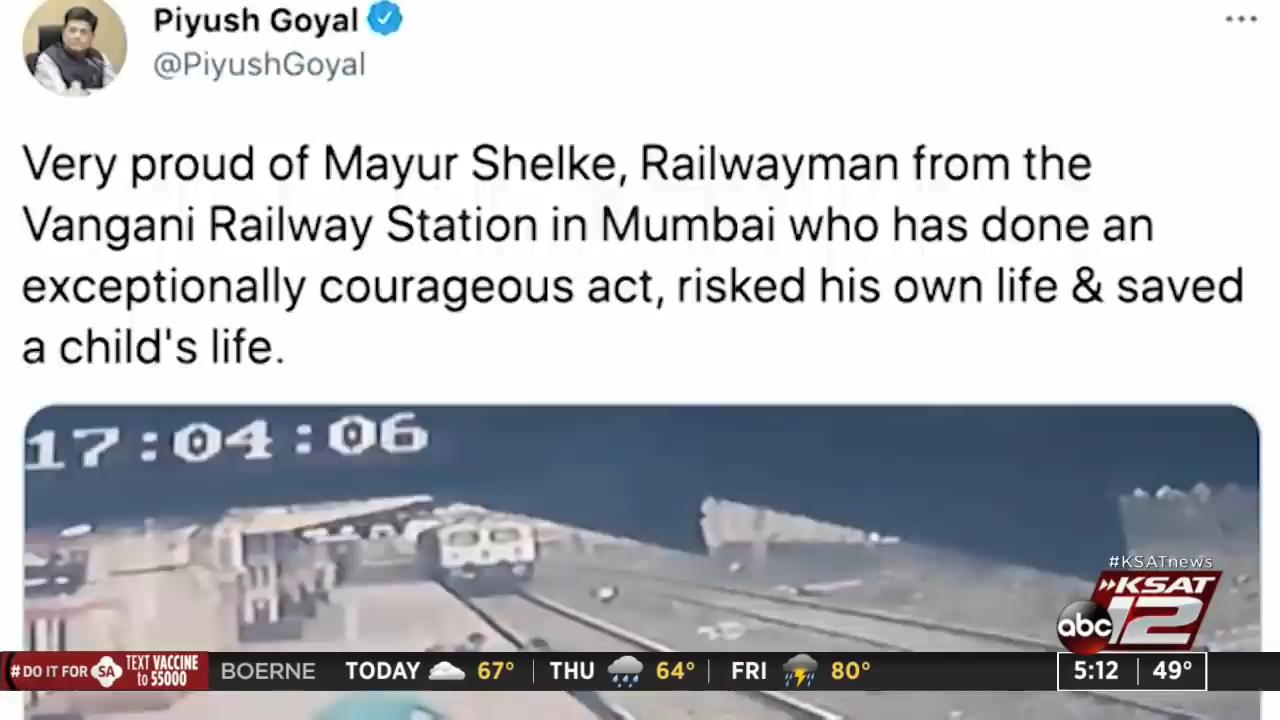 Piyush Goyal
@PiyushGoyal
Very proud of Mayur Shelke, Railwayman from the
Vangani Railway Station in Mumbai who has done an
exceptionally courageous act, risked his own life & saved
a child's life.
17:04:06
#KSATnews
KSAT
abc 12
#DO IT FOR SA TEXT VACCINE
to 55000
BOERNE TODAY 67° THU 64° FRI 80° 5:12 49°